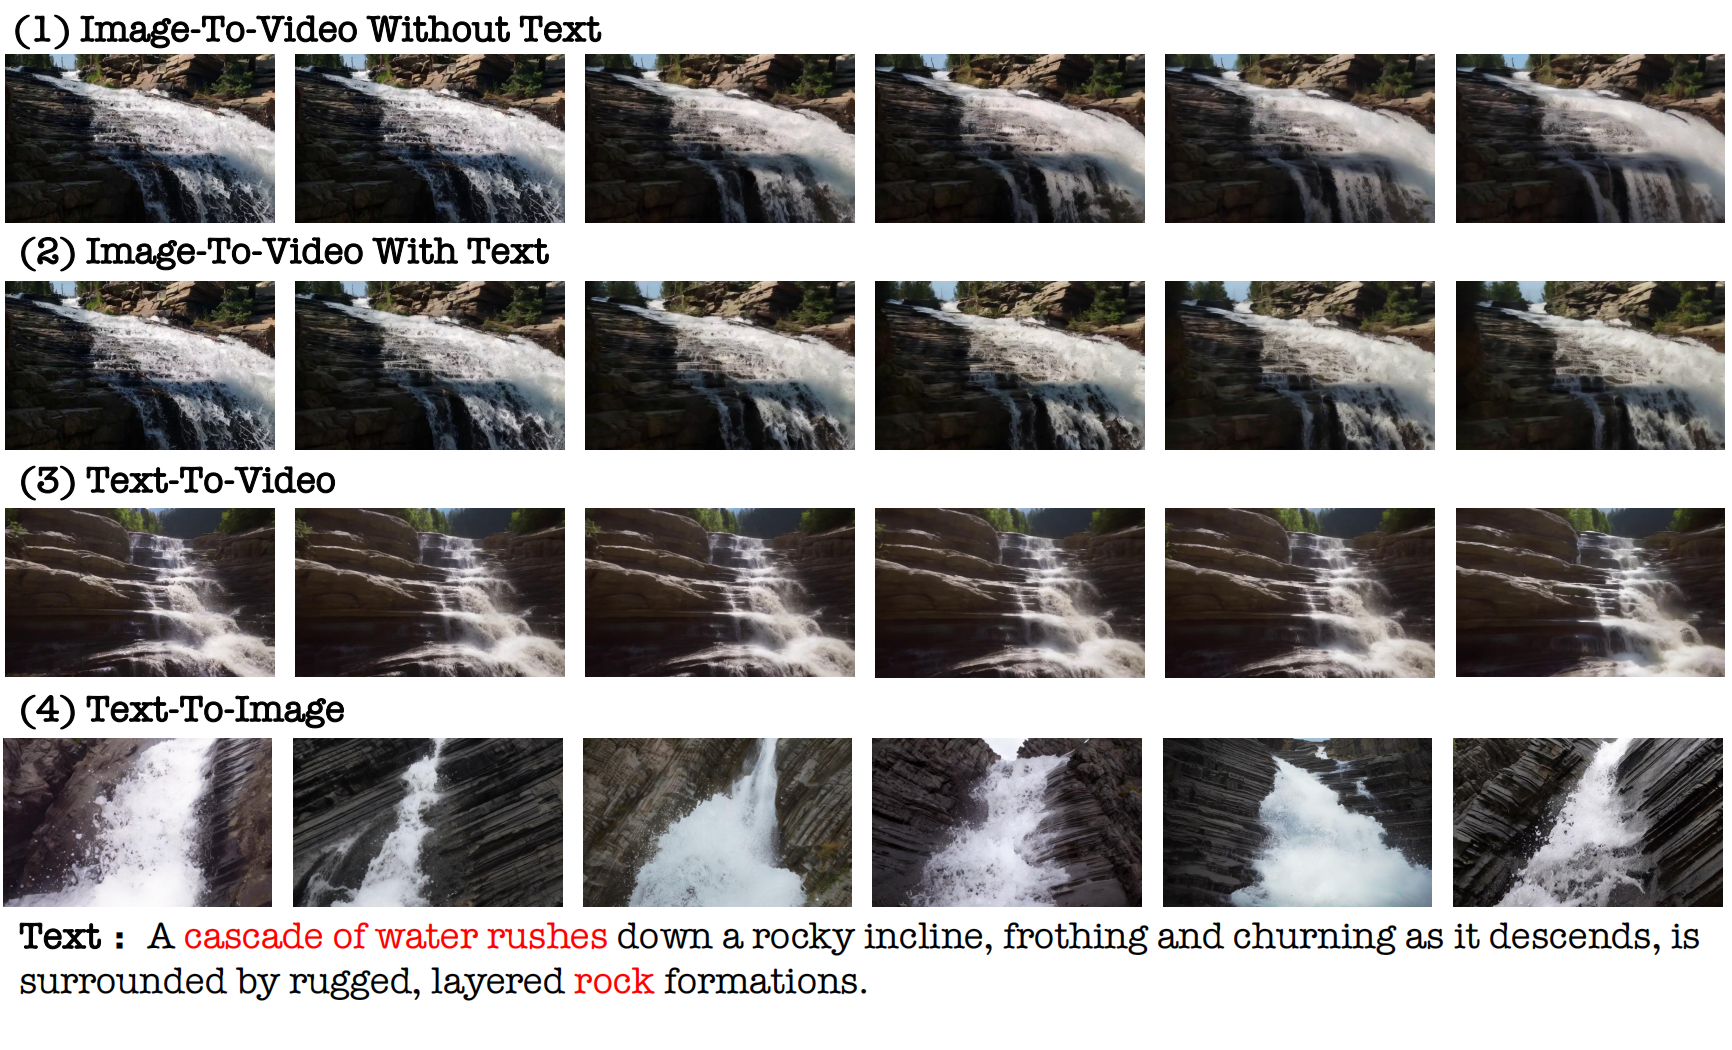 (1) Image-To-Video Without Text
(2) Image-To-Video With Text
(3) Text-To-Video
(4) Text-To-Image
Text : A cascade of water rushes down a rocky incline, frothing and churning as it descends, is
surrounded by rugged, layered rock formations.